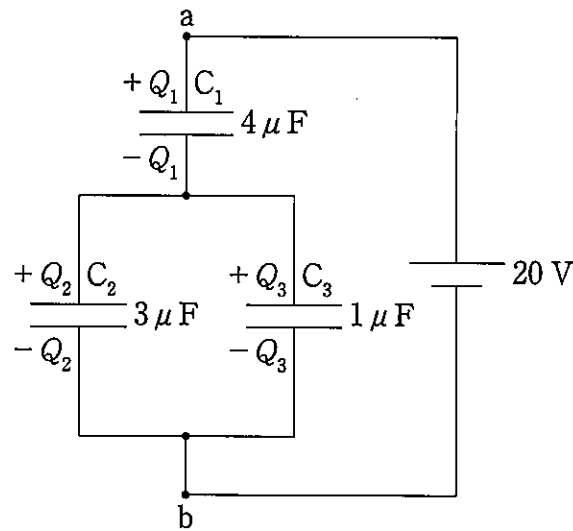 a
+Q₁ C₁
4 μF
−Q₁
+Q₂ C₂
3 μF
−Q₂
+Q₃ C₃
1 μF
−Q₃
20 V
b